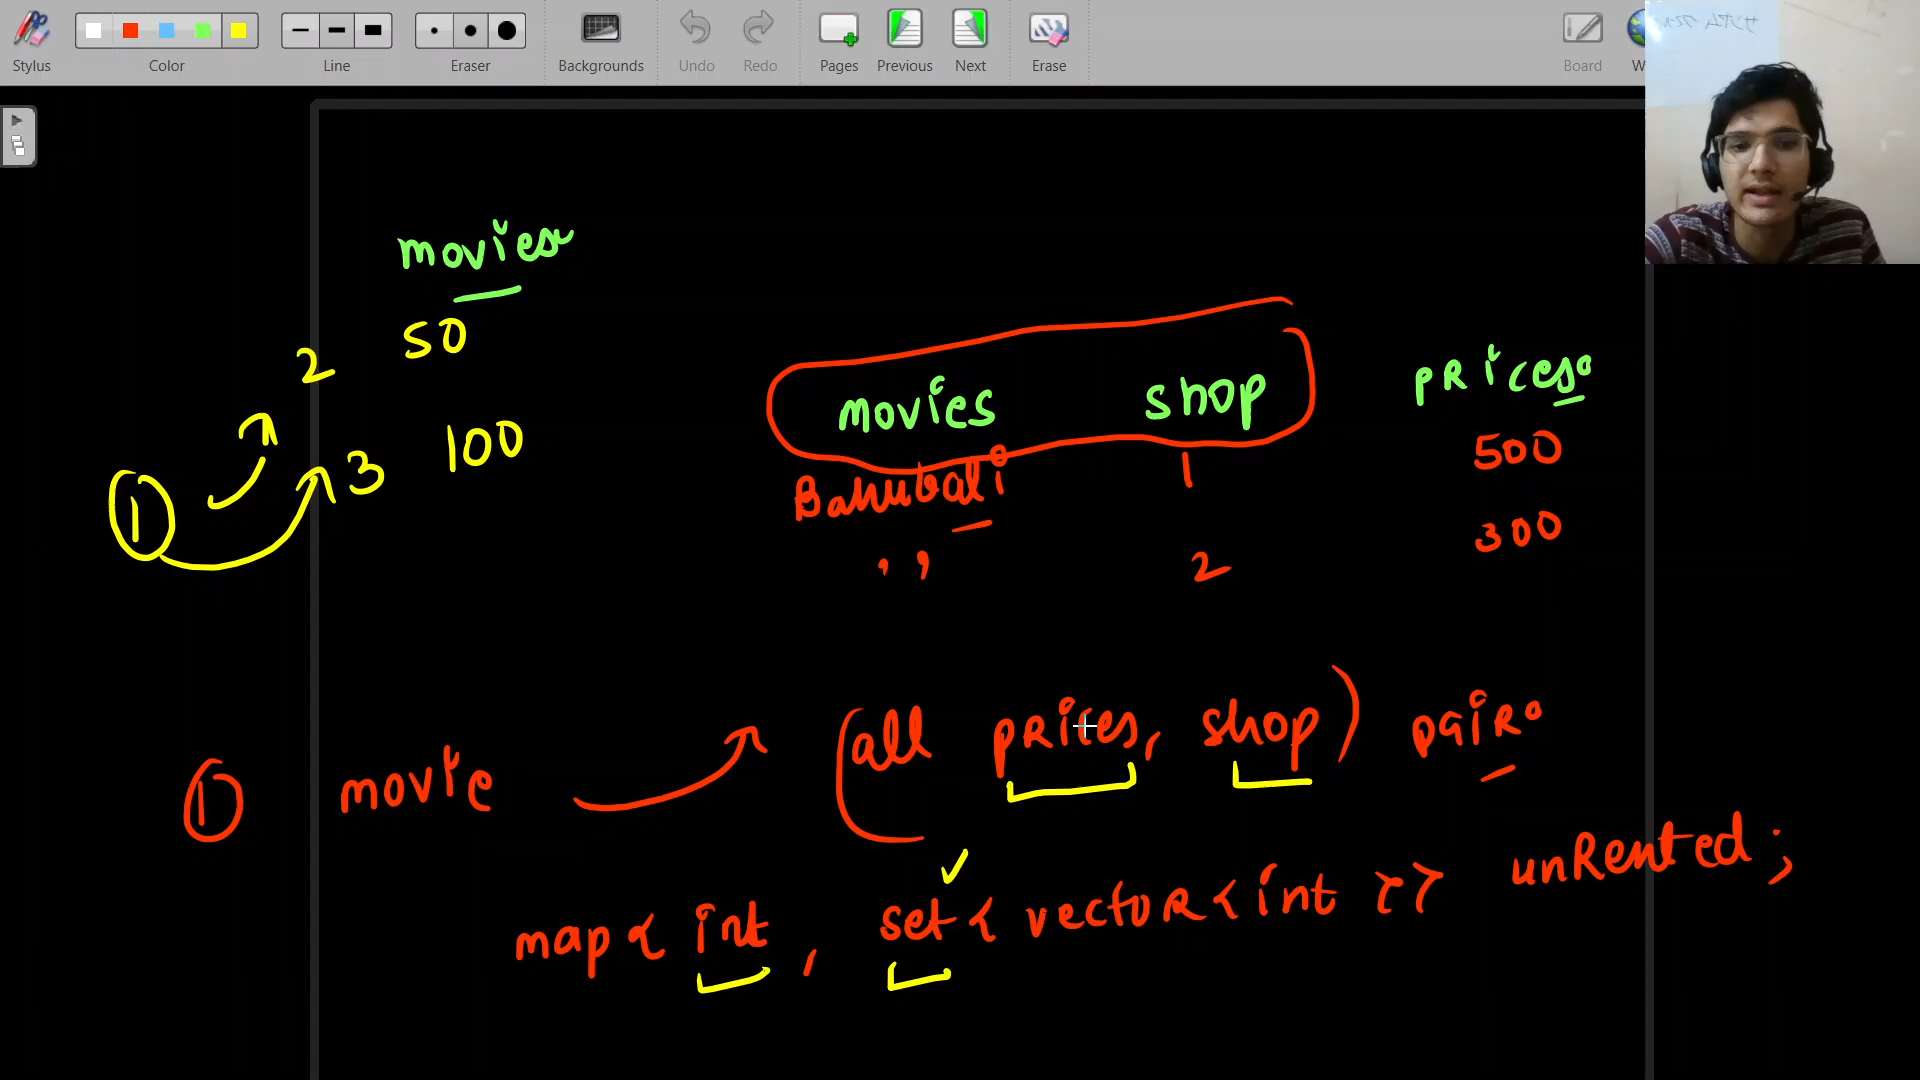 Stylus Color Line Eraser Backgrounds Undo Redo Pages Previous Next Erase Board W
movies
2 50
movies shop prices
3 100
1
Bahubali 1 500
,, 2 300
1 movie (all prices, shop) pair
map< int, set< vector< int >> unRented;